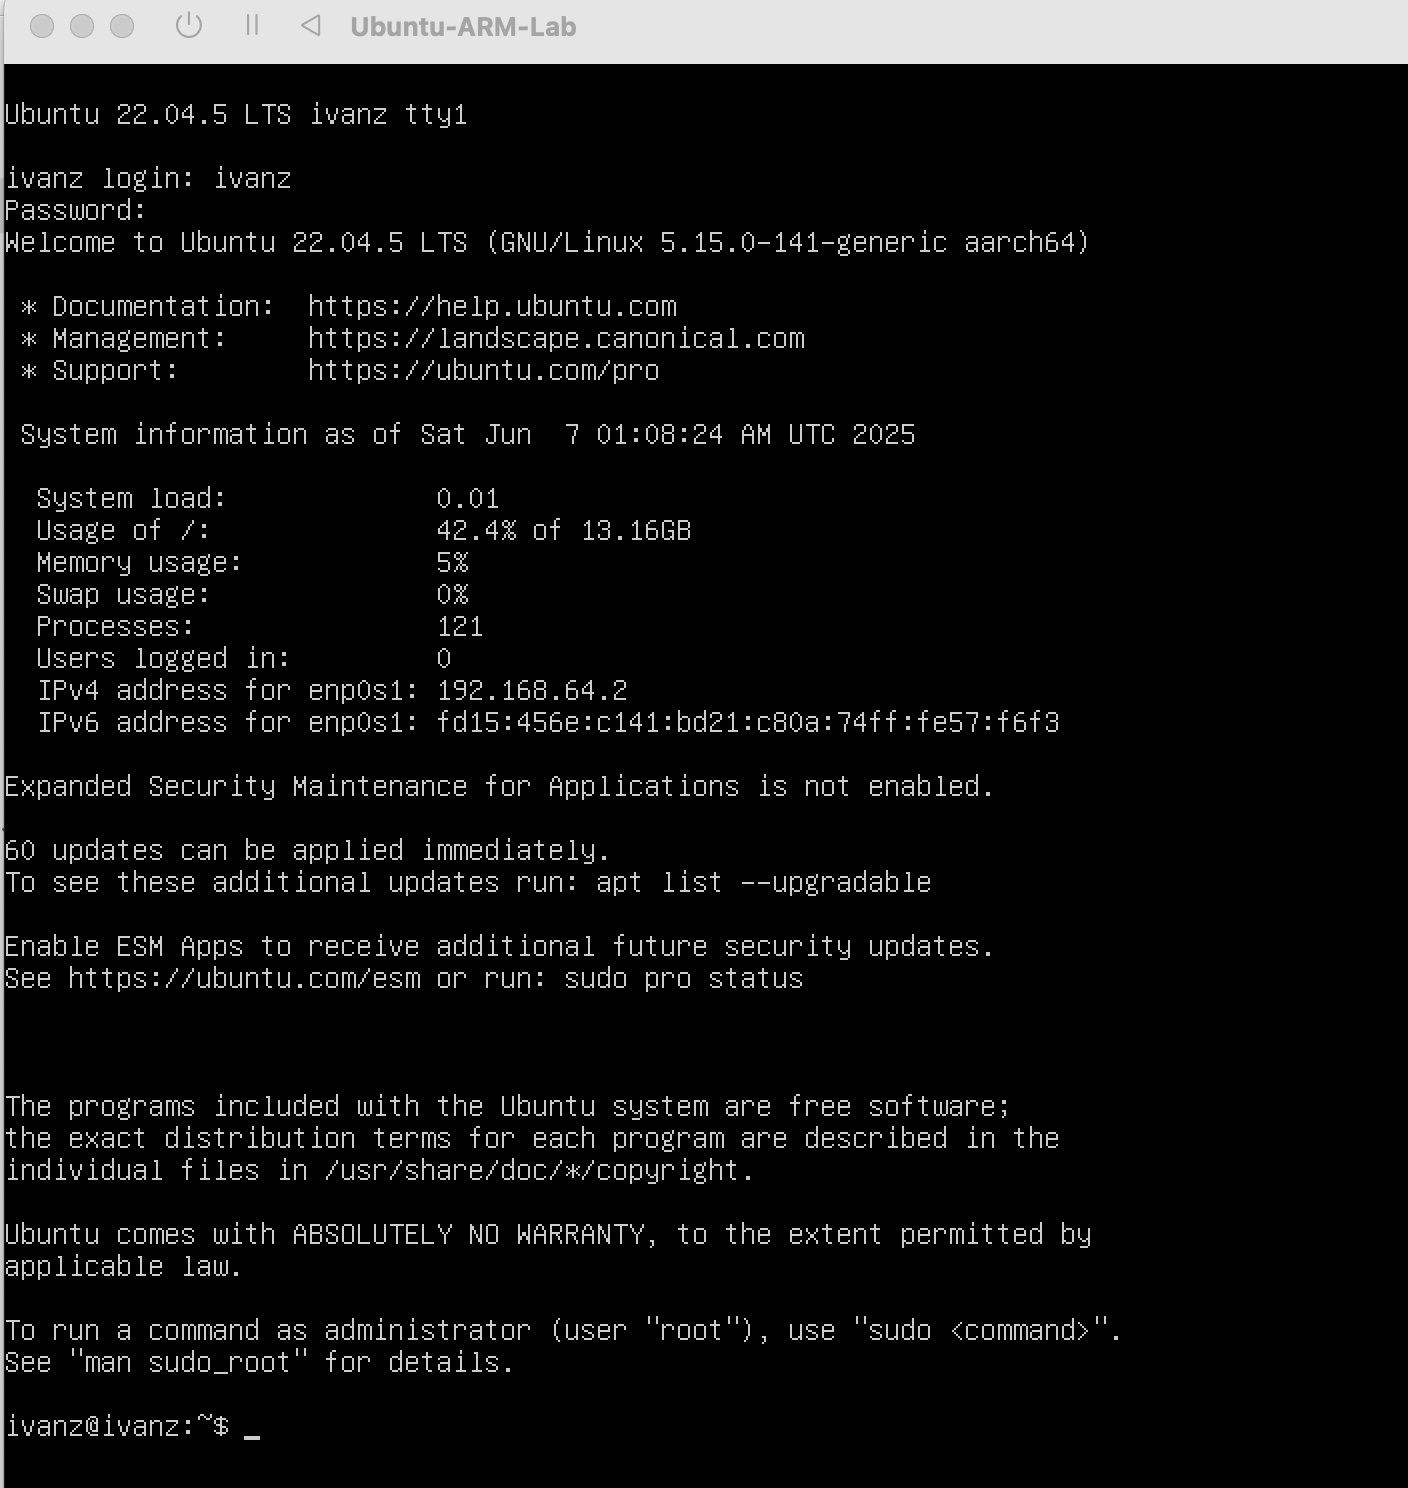 Ubuntu-ARM-Lab
Ubuntu 22.04.5 LTS ivanz tty1
ivanz login: ivanz
Password:
Welcome to Ubuntu 22.04.5 LTS (GNU/Linux 5.15.0-141-generic aarch64)
* Documentation:  https://help.ubuntu.com
* Management:     https://landscape.canonical.com
* Support:        https://ubuntu.com/pro
System information as of Sat Jun  7 01:08:24 AM UTC 2025
System load:             0.01
Usage of /:              42.4% of 13.16GB
Memory usage:            5%
Swap usage:              0%
Processes:               121
Users logged in:         0
IPv4 address for enp0s1: 192.168.64.2
IPv6 address for enp0s1: fd15:456e:c141:bd21:c80a:74ff:fe57:f6f3
Expanded Security Maintenance for Applications is not enabled.
60 updates can be applied immediately.
To see these additional updates run: apt list --upgradable
Enable ESM Apps to receive additional future security updates.
See https://ubuntu.com/esm or run: sudo pro status
The programs included with the Ubuntu system are free software;
the exact distribution terms for each program are described in the
individual files in /usr/share/doc/*/copyright.
Ubuntu comes with ABSOLUTELY NO WARRANTY, to the extent permitted by
applicable law.
To run a command as administrator (user "root"), use "sudo <command>".
See "man sudo_root" for details.
ivanz@ivanz:~$ _